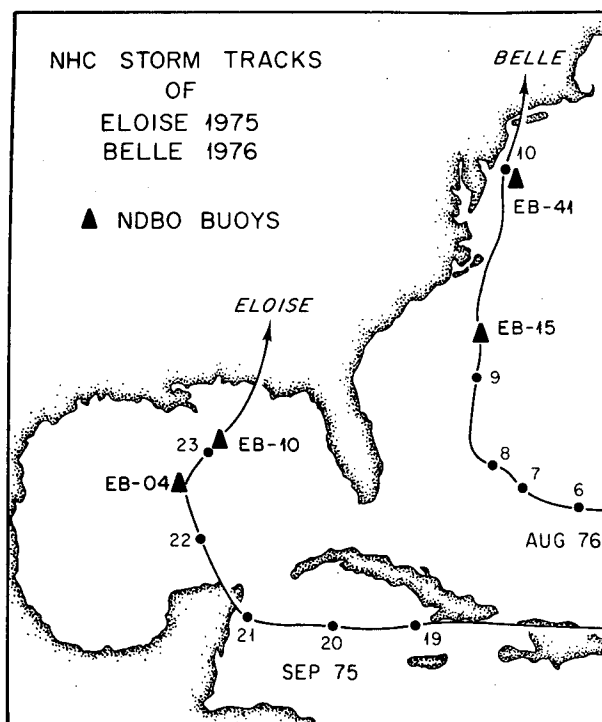 NHC STORM TRACKS
OF
ELOISE 1975
BELLE 1976
▲ NDBO BUOYS
BELLE
10
EB-41
ELOISE
EB-15
9
23
EB-10
8
EB-04
7
6
22
AUG 76
21
20
19
SEP 75